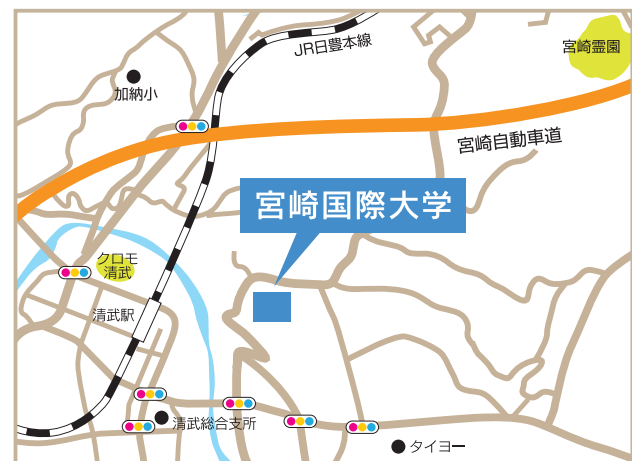 JR日豊本線
宮崎霊園
加納小
宮崎自動車道
宮崎国際大学
クロモ
清武
清武駅
清武総合支所
タイヨー